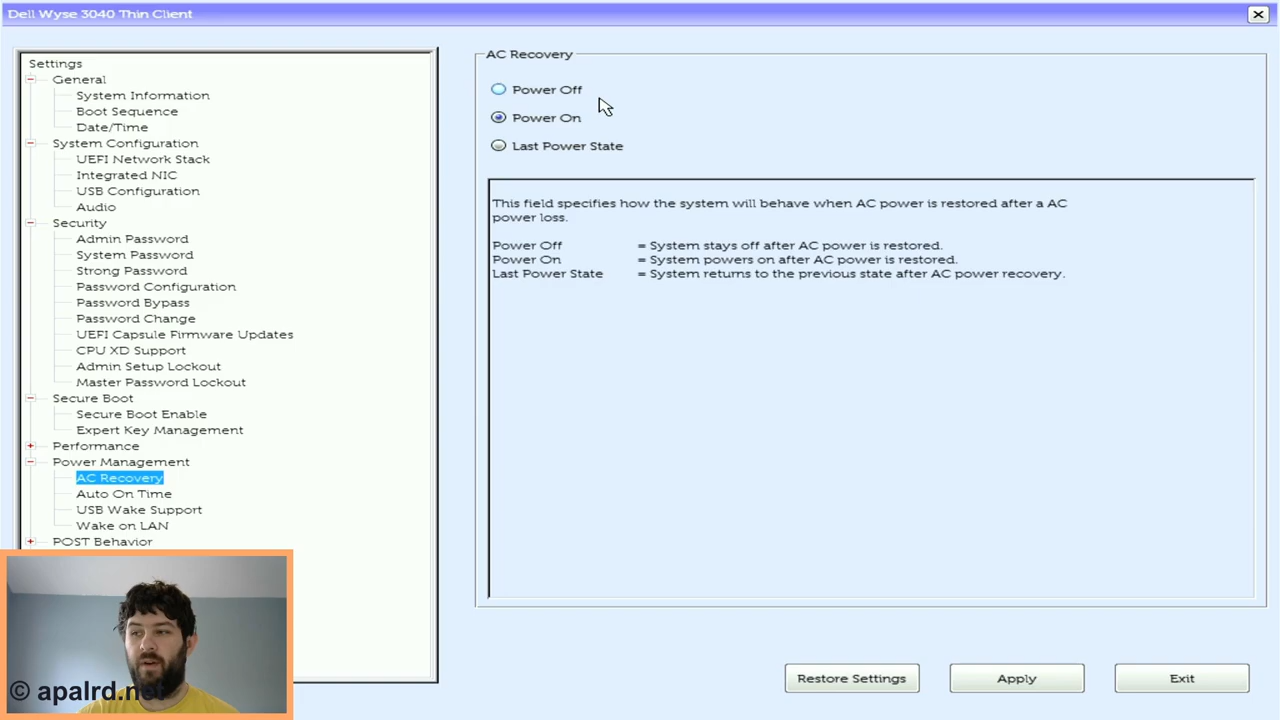 Dell Wyse 3040 Thin Client
Settings
General
System Information
Boot Sequence
Date/Time
System Configuration
UEFI Network Stack
Integrated NIC
USB Configuration
Audio
Security
Admin Password
System Password
Strong Password
Password Configuration
Password Bypass
Password Change
UEFI Capsule Firmware Updates
CPU XD Support
Admin Setup Lockout
Master Password Lockout
Secure Boot
Secure Boot Enable
Expert Key Management
Performance
Power Management
AC Recovery
Auto On Time
USB Wake Support
Wake on LAN
POST Behavior
AC Recovery
Power Off
Power On
Last Power State
This field specifies how the system will behave when AC power is restored after a AC
power loss.
Power Off = System stays off after AC power is restored.
Power On = System powers on after AC power is restored.
Last Power State = System returns to the previous state after AC power recovery.
Restore Settings
Apply
Exit
© apalrd.net